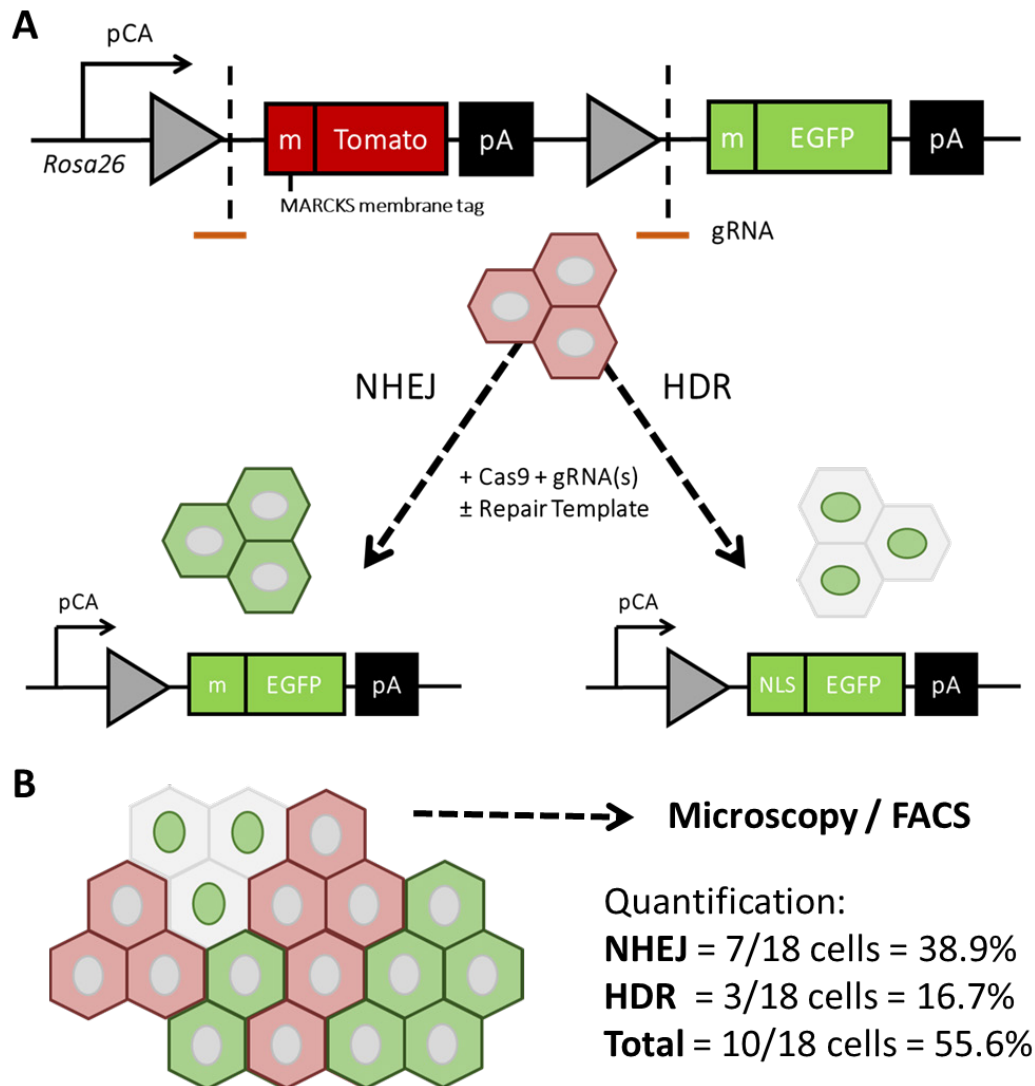 A
pCA
Rosa26
m Tomato pA m EGFP pA
MARCKS membrane tag
gRNA
NHEJ HDR
+ Cas9 + gRNA(s)
± Repair Template
pCA
m EGFP pA
pCA
NLS EGFP pA
B
Microscopy / FACS
Quantification:
NHEJ = 7/18 cells = 38.9%
HDR = 3/18 cells = 16.7%
Total = 10/18 cells = 55.6%